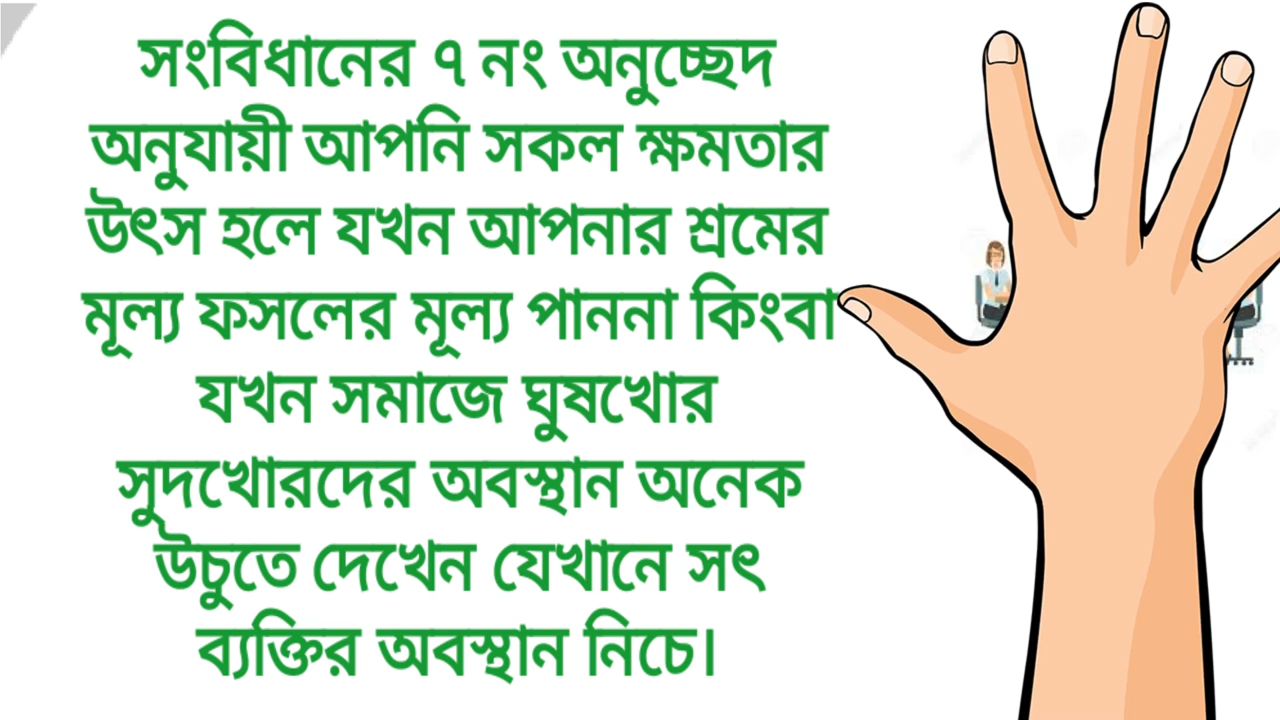 সংবিধানের ৭ নং অনুচ্ছেদ
অনুযায়ী আপনি সকল ক্ষমতার
উৎস হলে যখন আপনার শ্রমের
মূল্য ফসলের মূল্য পাননা কিংবা
যখন সমাজে ঘুষখোর
সুদখোরদের অবস্থান অনেক
উচুতে দেখেন যেখানে সৎ
ব্যক্তির অবস্থান নিচে।